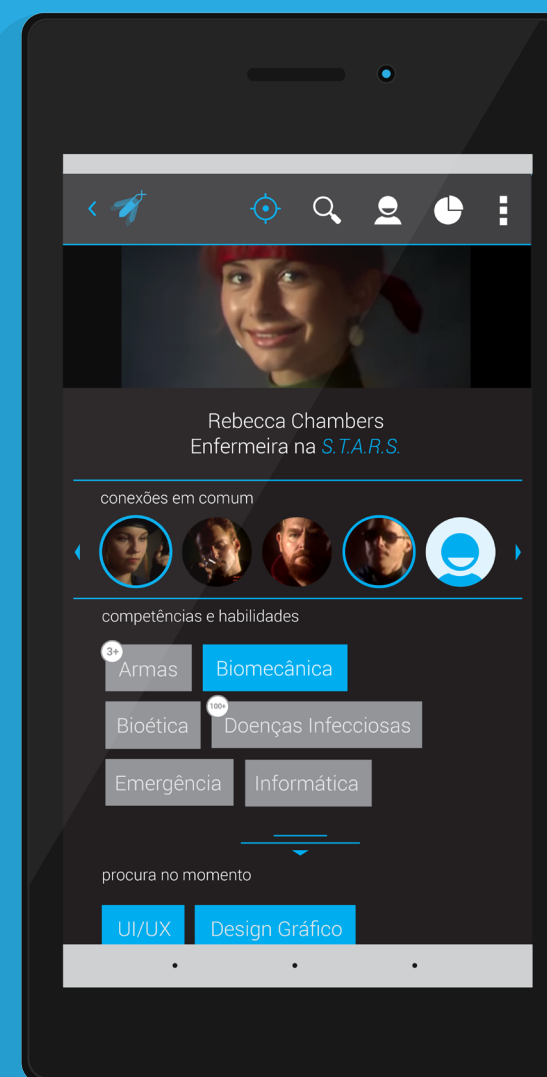 Rebecca Chambers
Enfermeira na S.T.A.R.S.
conexões em comum
competências e habilidades
3+
Armas
Biomecânica
Bioética
100+
Doenças Infecciosas
Emergência
Informática
procura no momento
UI/UX
Design Gráfico